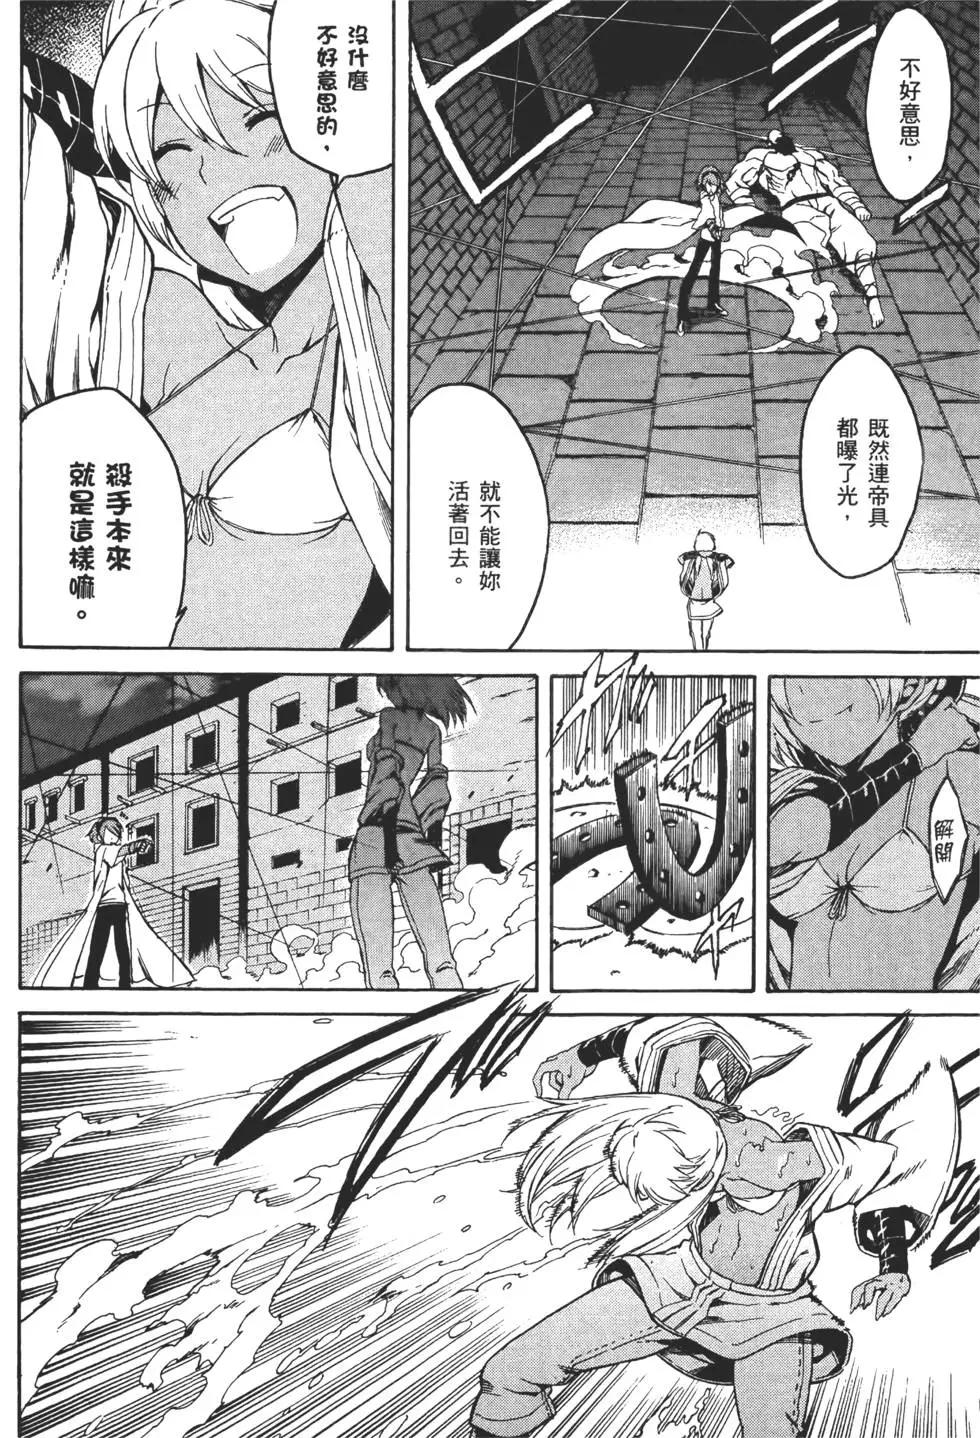 不好意思，
既然連帝具
都曝了光，
就不能讓妳
活著回去。
沒什麼
不好意思的，
殺手本來
就是這樣嘛。
解開